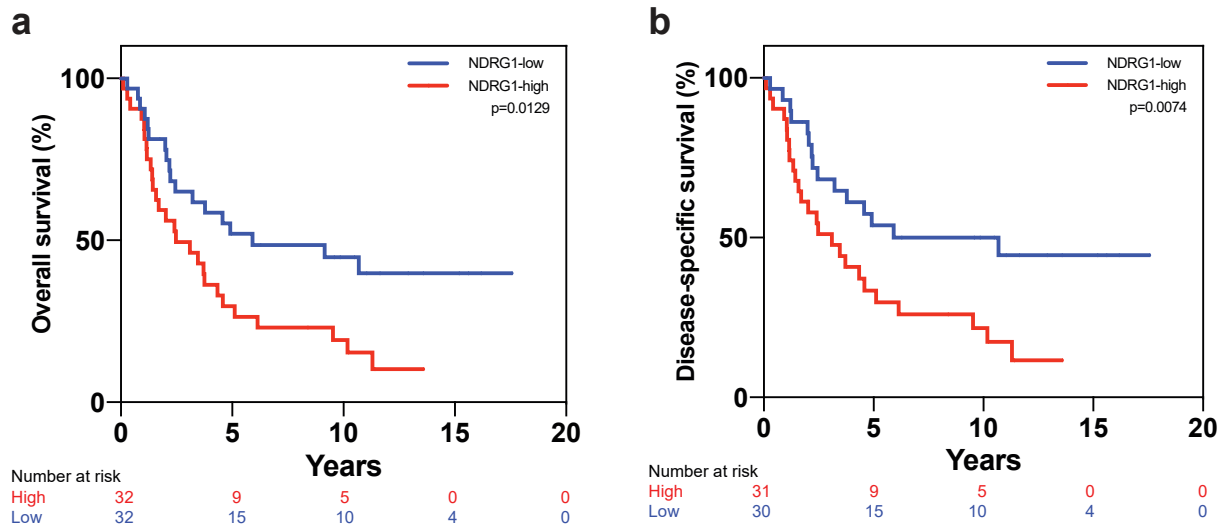 a
Overall survival (%)
100
50
0
NDRG1-low
NDRG1-high
p=0.0129
0 5 10 15 20
Years
Number at risk
High 32 9 5 0 0
Low 32 15 10 4 0
b
Disease-specific survival (%)
100
50
0
NDRG1-low
NDRG1-high
p=0.0074
0 5 10 15 20
Years
Number at risk
High 31 9 5 0 0
Low 30 15 10 4 0